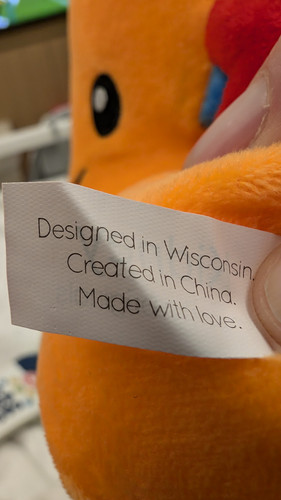 Designed in Wisconsin.
Created in China.
Made with love.